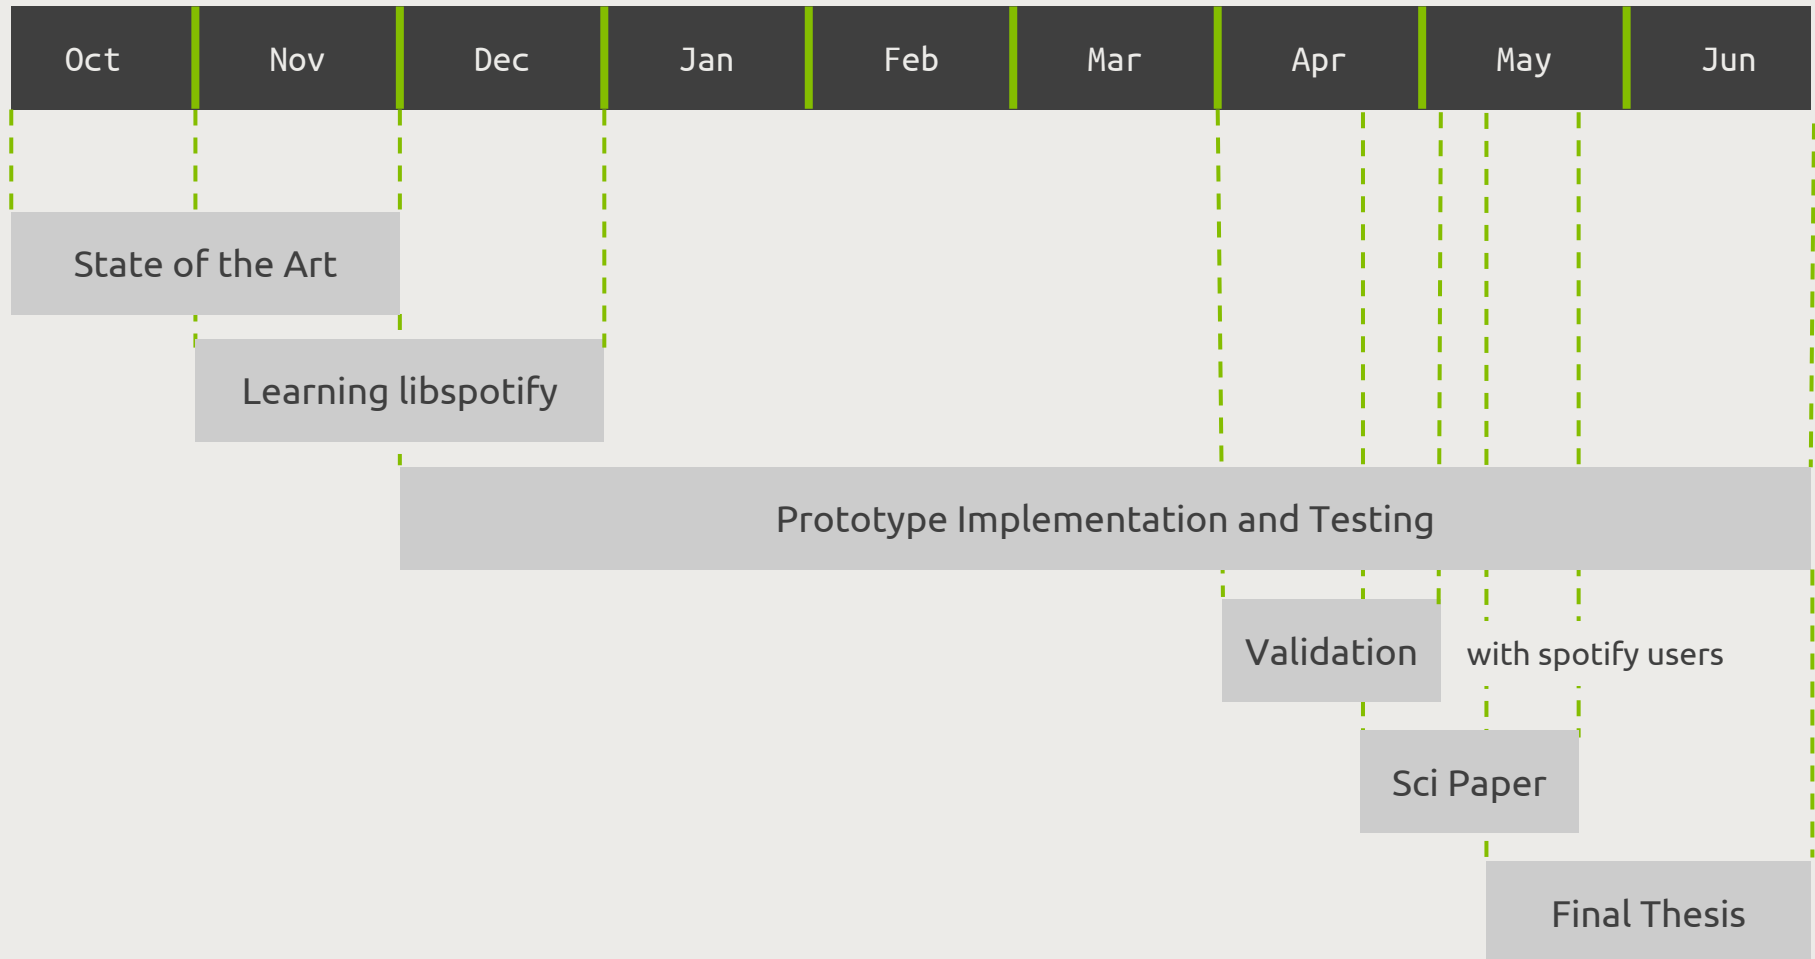 Oct Nov Dec Jan Feb Mar Apr May Jun
State of the Art
Learning libspotify
Prototype Implementation and Testing
Validation with spotify users
Sci Paper
Final Thesis